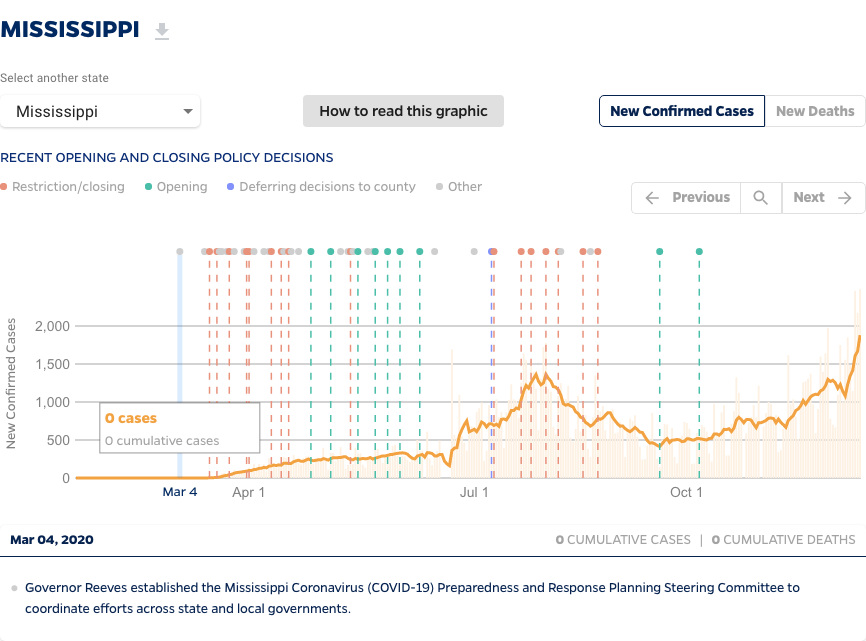 MISSISSIPPI
Select another state
Mississippi
How to read this graphic
New Confirmed Cases
New Deaths
RECENT OPENING AND CLOSING POLICY DECISIONS
Restriction/closing
Opening
Deferring decisions to county
Other
Previous
Next
New Confirmed Cases
2,000
1,500
1,000
500
0
0 cases
0 cumulative cases
Mar 4
Apr 1
Jul 1
Oct 1
Mar 04, 2020
0 CUMULATIVE CASES | 0 CUMULATIVE DEATHS
Governor Reeves established the Mississippi Coronavirus (COVID-19) Preparedness and Response Planning Steering Committee to
coordinate efforts across state and local governments.